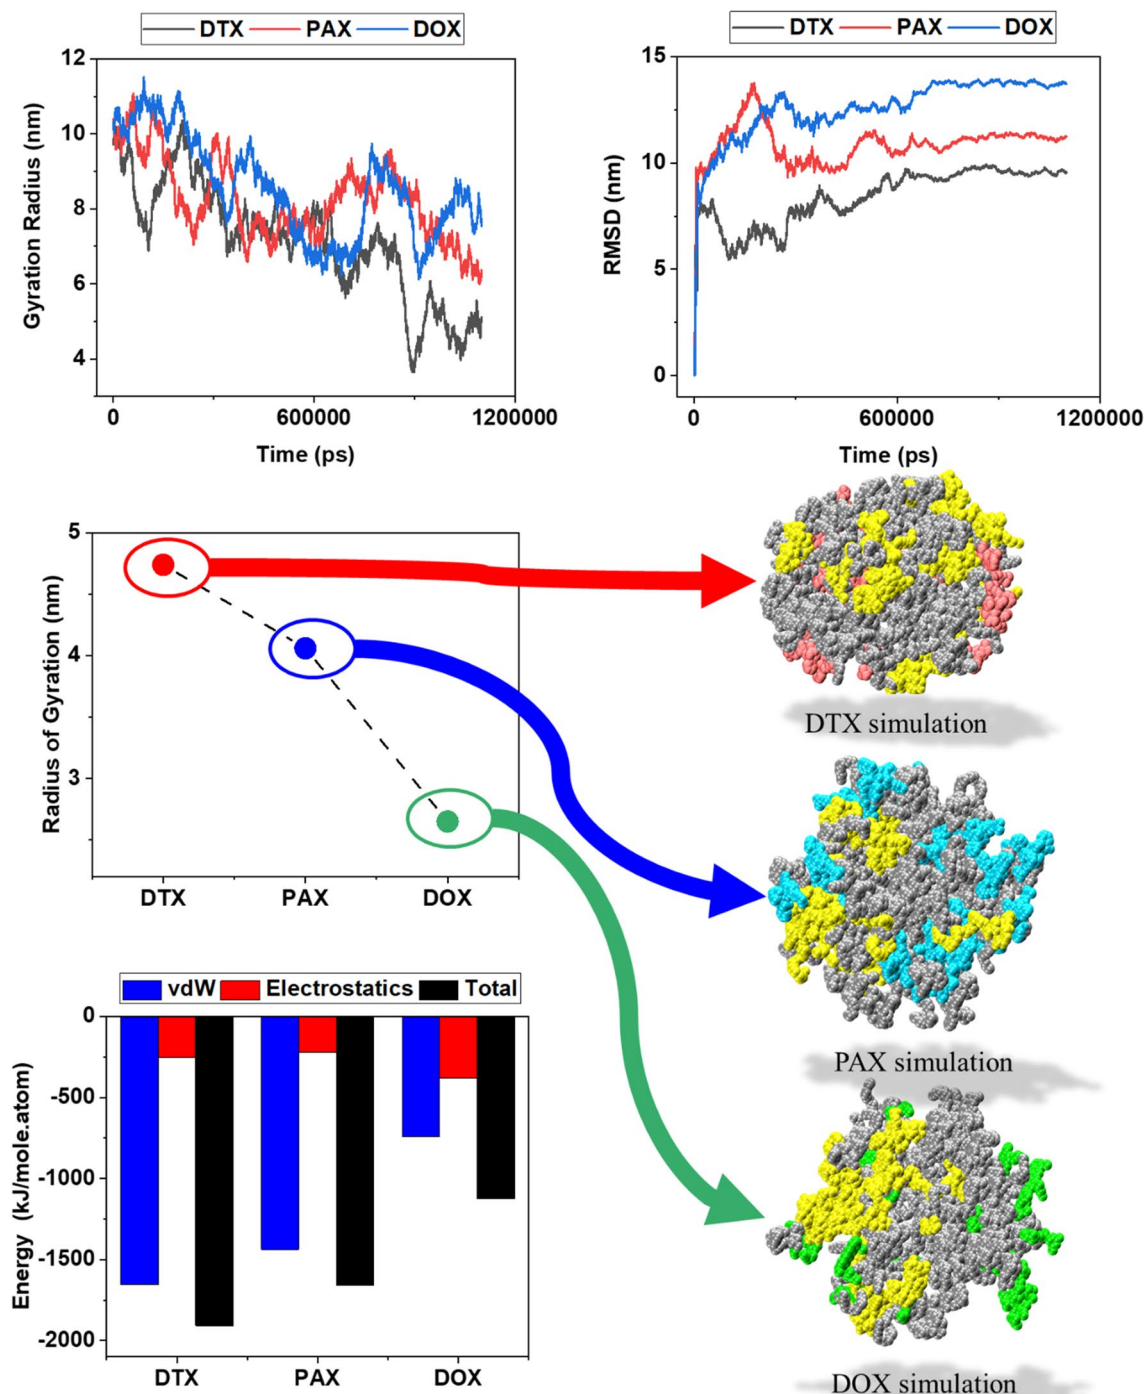 DTX PAX DOX
12
10
8
6
4
Gyration Radius (nm)
0 600000 1200000
Time (ps)
DTX PAX DOX
15
10
5
0
RMSD (nm)
0 600000 1200000
Time (ps)
5
4
3
Radius of Gyration (nm)
DTX PAX DOX
DTX simulation
PAX simulation
DOX simulation
vdW Electrostatics Total
0
-500
-1000
-1500
-2000
Energy (kJ/mole.atom)
DTX PAX DOX